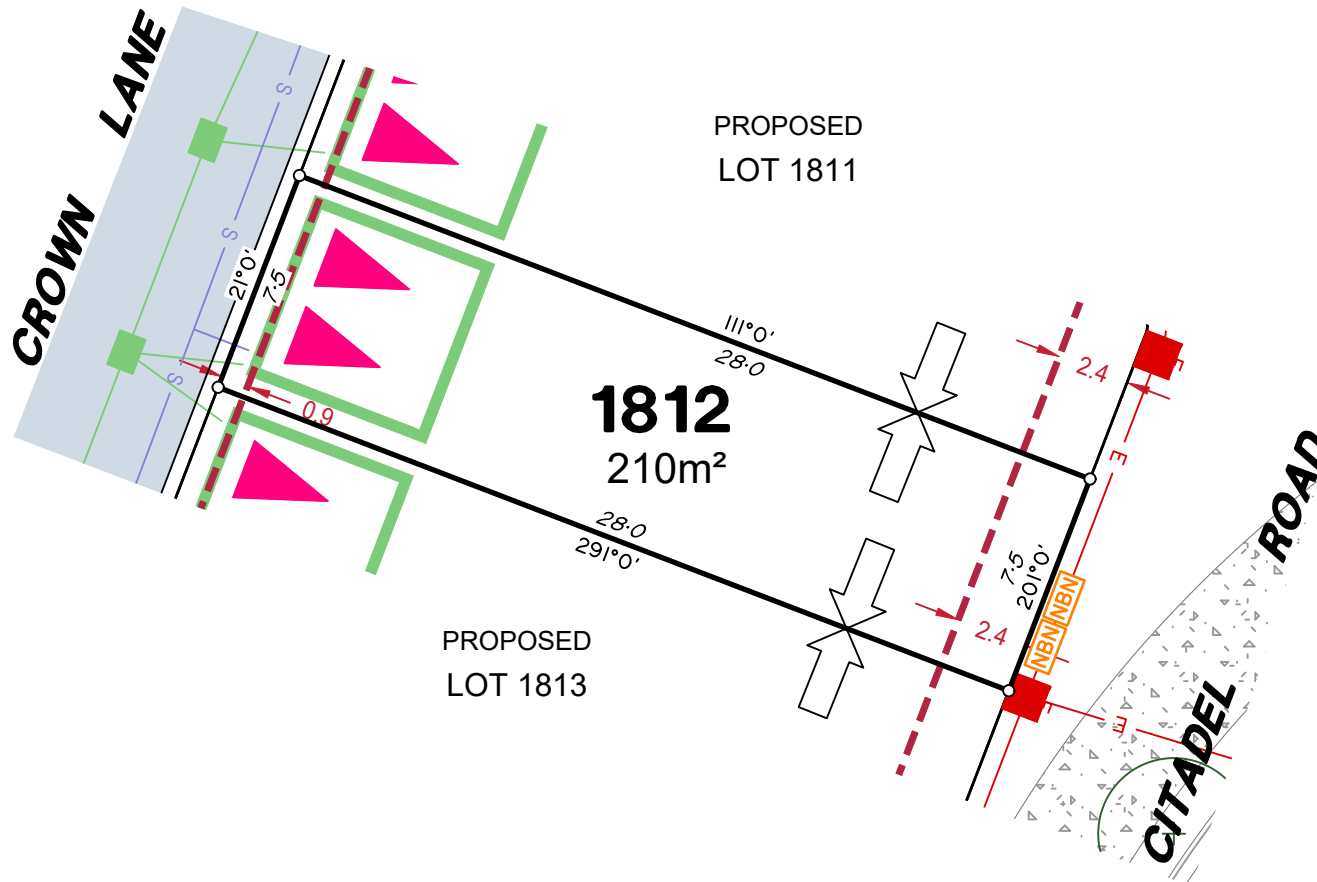 CROWN LANE
S
S
S
PROPOSED
LOT 1811
21°0'
7·5
111°0'
28·0
0.9
1812
210m²
2.4
E
28·0
291°0'
7·5
201°0'
2.4
NBN
NBN
PROPOSED
LOT 1813
E
CITADEL ROAD